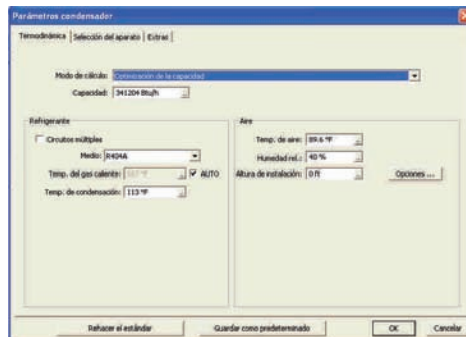 Parámetros condensador
Termodinámica Selección del aparato Extras
Modo de cálculo: Optimización de la capacidad
Capacidad: 341204 Btu/h
Refrigerante
Circuitos múltiples
Medio: R404A
Temp. del gas caliente: °F AUTO
Temp. de condensación: 113 °F
Aire
Temp. de aire: 89.6 °F
Humedad rel.: 40 %
Altura de instalación: 0 ft
Opciones ...
Rehacer el estándar
Guardar como predeterminado
OK
Cancelar